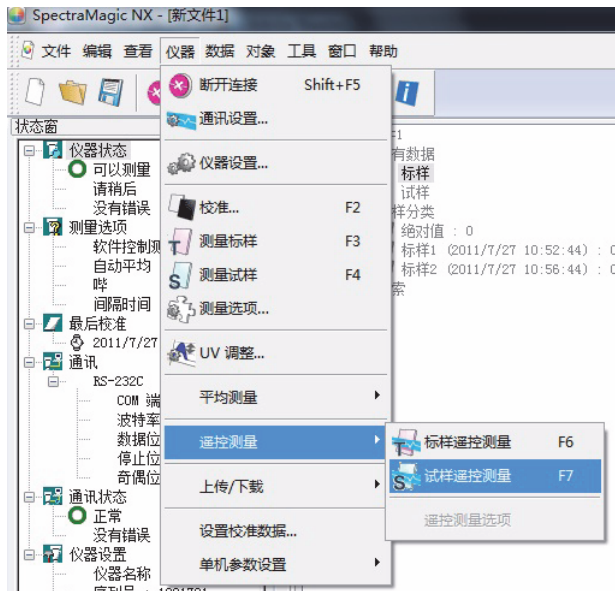 SpectraMagic NX - [新文件1]
文件 编辑 查看 仪器 数据 对象 工具 窗口 帮助
状态窗
仪器状态
可以测量
请稍后
没有错误
测量选项
软件控制测
自动平均
哔
间隔时间
最后校准
2011/7/27
通讯
RS-232C
COM 端
波特率
数据位
停止位
奇偶位
通讯状态
正常
没有错误
仪器设置
仪器名称
断开连接 Shift+F5
通讯设置...
仪器设置...
校准... F2
测量标样 F3
测量试样 F4
测量选项...
UV 调整...
平均测量
遥控测量
上传/下载
设置校准数据...
单机参数设置
标样遥控测量 F6
试样遥控测量 F7
遥控测量选项
有数据
标样
试样
样分类
绝对值 : 0
标样1 (2011/7/27 10:52:44) : 0
标样2 (2011/7/27 10:56:44) : 0
索